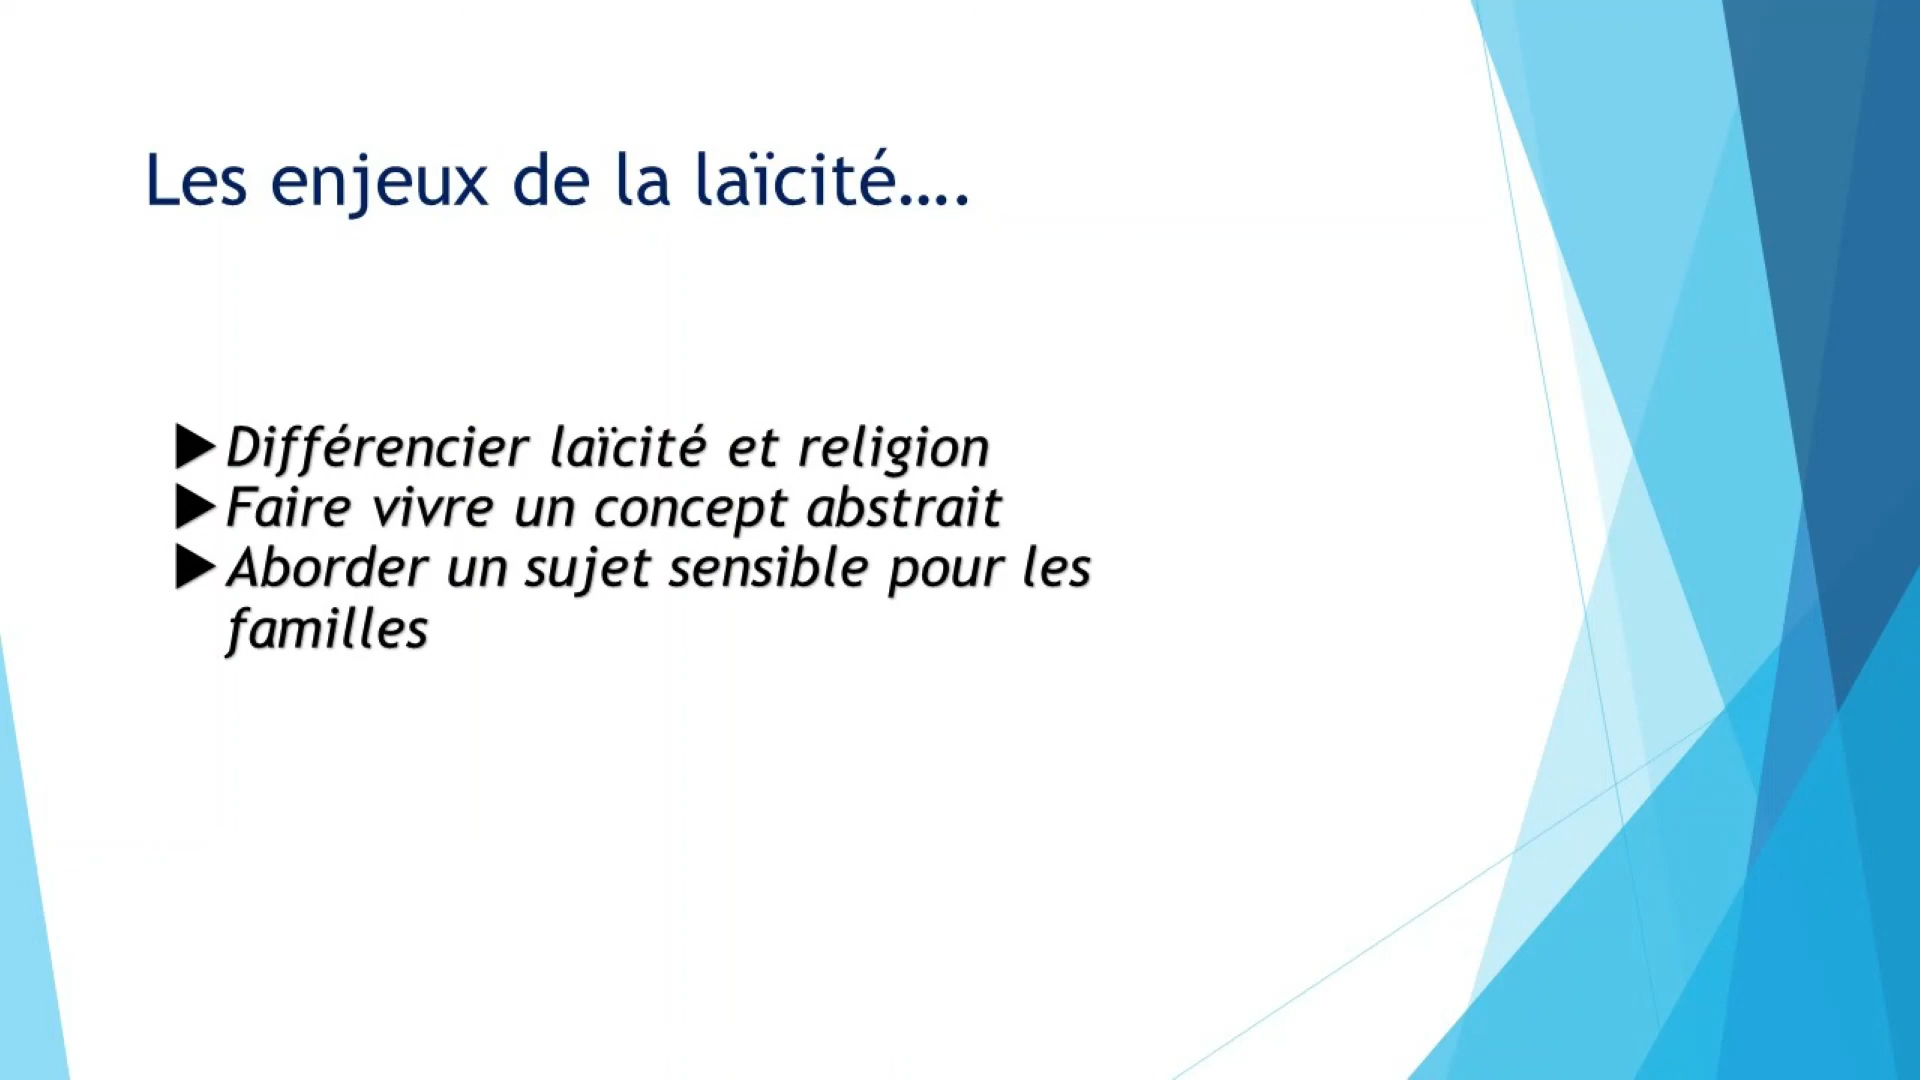 Les enjeux de la laïcité....
▶Différencier laïcité et religion
▶Faire vivre un concept abstrait
▶Aborder un sujet sensible pour les
familles